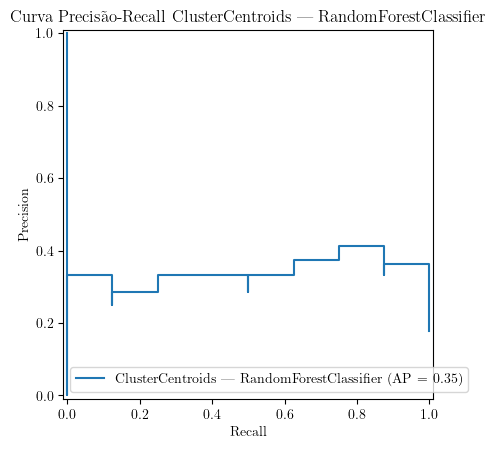 Curva Precisão-Recall ClusterCentroids — RandomForestClassifier
1.0
0.8
0.6
0.4
0.2
0.0
Precision
ClusterCentroids — RandomForestClassifier (AP = 0.35)
0.0 0.2 0.4 0.6 0.8 1.0
Recall